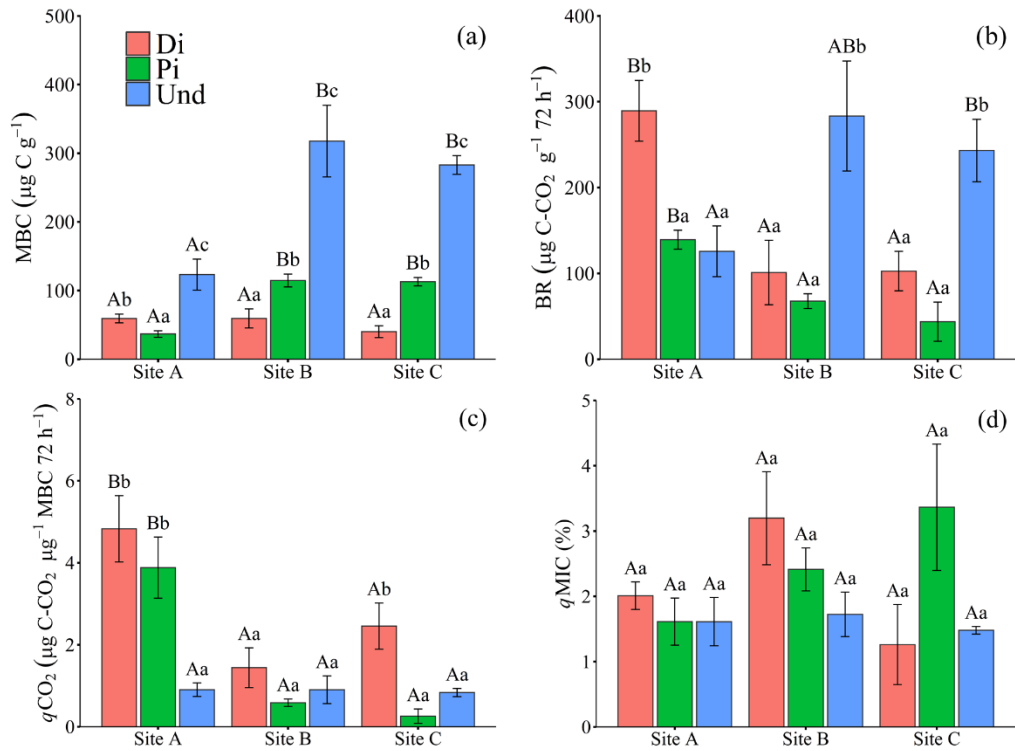 (a)
MBC (µg C g⁻¹)
500
400
300
200
100
0
Di
Pi
Und
Ab Aa Ac
Aa Bb Bc
Aa Bb Bc
Site A Site B Site C
(b)
BR (µg C-CO₂ g⁻¹ 72 h⁻¹)
400
300
200
100
0
Bb Ba Aa
Aa Aa ABb
Aa Aa Bb
Site A Site B Site C
(c)
qCO₂ (µg C-CO₂ µg⁻¹ MBC 72 h⁻¹)
8
6
4
2
0
Bb Bb Aa
Aa Aa Aa
Ab Aa Aa
Site A Site B Site C
(d)
qMIC (%)
5
4
3
2
1
0
Aa Aa Aa
Aa Aa Aa
Aa Aa Aa
Site A Site B Site C